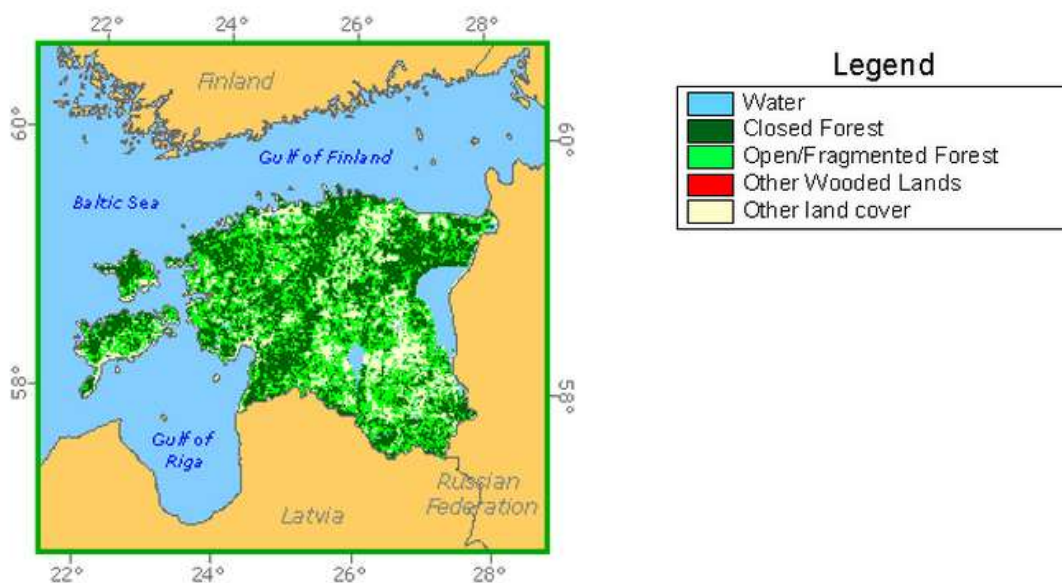 22° 24° 26° 28°
Finland
60° 60°
Gulf of Finland
Baltic Sea
58° 58°
Gulf of
Riga
Russian
Federation
Latvia
22° 24° 26° 28°
Legend
Water
Closed Forest
Open/Fragmented Forest
Other Wooded Lands
Other land cover